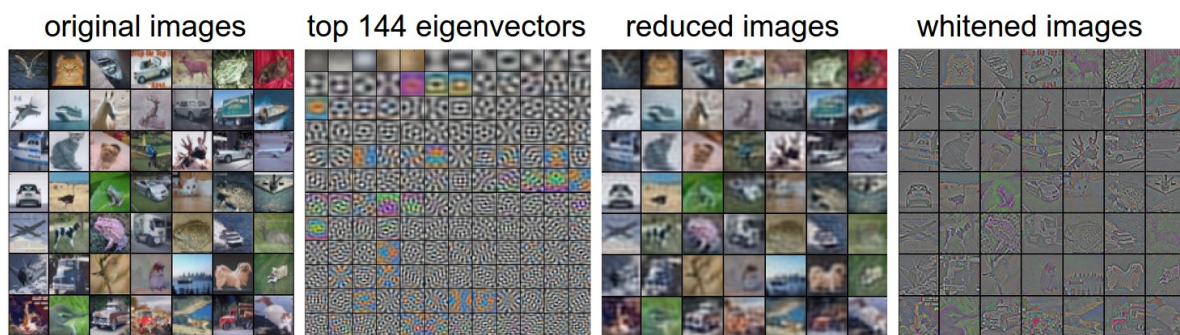 original images
top 144 eigenvectors
reduced images
whitened images